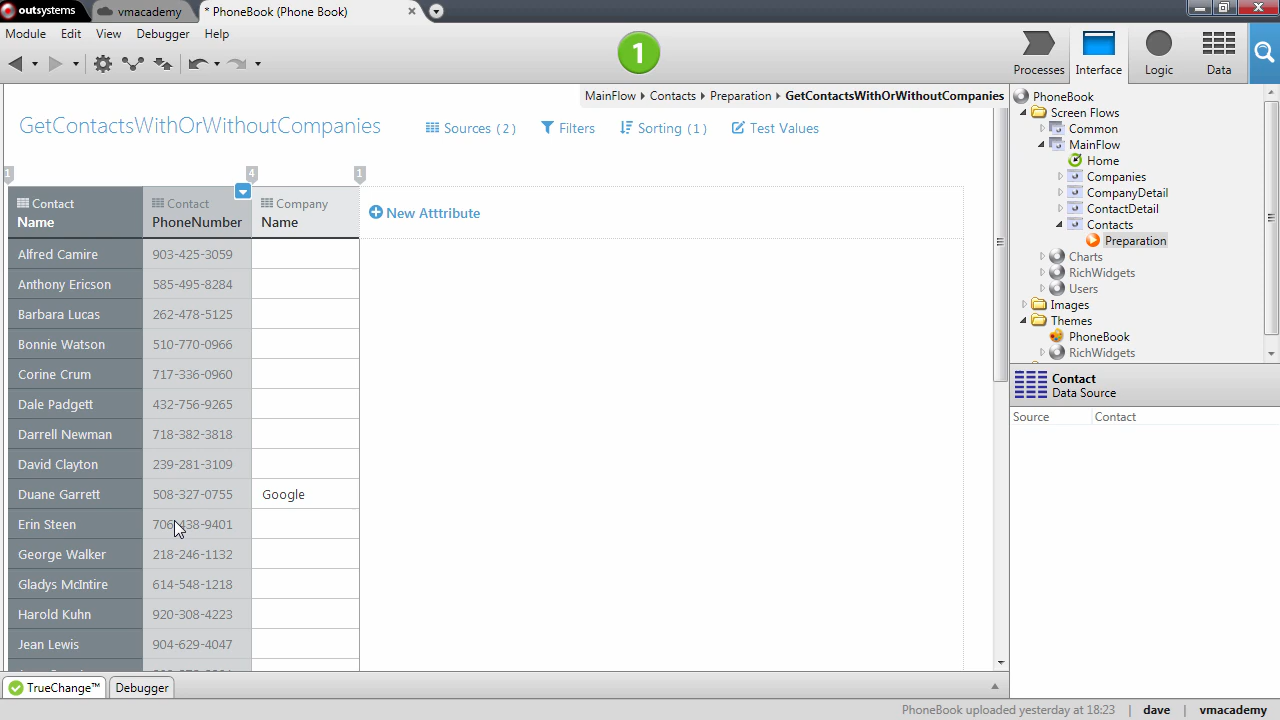 outsystems
vmacademy
* PhoneBook (Phone Book)
Module Edit View Debugger Help
1
Processes Interface Logic Data
MainFlow Contacts Preparation GetContactsWithOrWithoutCompanies
GetContactsWithOrWithoutCompanies
Sources (2) Filters Sorting (1) Test Values
1 4 1
Contact Contact Company
Name PhoneNumber Name
New Atttribute
Alfred Camire 903-425-3059
Anthony Ericson 585-495-8284
Barbara Lucas 262-478-5125
Bonnie Watson 510-770-0966
Corine Crum 717-336-0960
Dale Padgett 432-756-9265
Darrell Newman 718-382-3818
David Clayton 239-281-3109
Duane Garrett 508-327-0755 Google
Erin Steen 706-438-9401
George Walker 218-246-1132
Gladys McIntire 614-548-1218
Harold Kuhn 920-308-4223
Jean Lewis 904-629-4047
PhoneBook
Screen Flows
Common
MainFlow
Home
Companies
CompanyDetail
ContactDetail
Contacts
Preparation
Charts
RichWidgets
Users
Images
Themes
PhoneBook
RichWidgets
Contact
Data Source
Source Contact
TrueChange™ Debugger
PhoneBook uploaded yesterday at 18:23 dave vmacademy